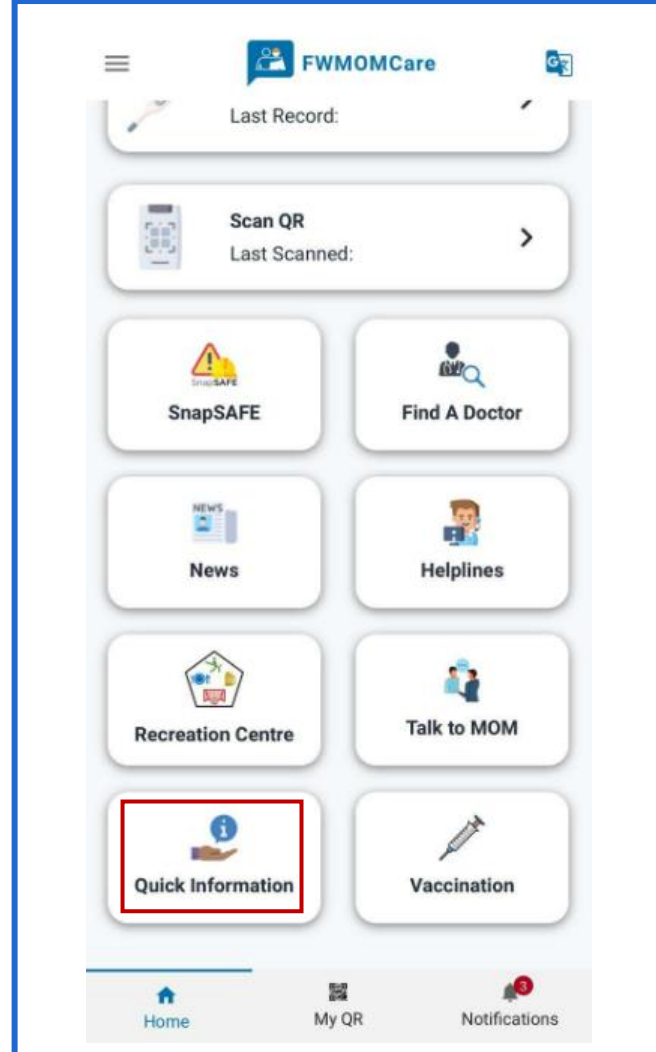 FWMOMCare
Last Record:
Scan QR
Last Scanned:
SnapSAFE
SnapSAFE
Find A Doctor
NEWS
News
Helplines
Recreation Centre
Talk to MOM
Quick Information
Vaccination
3
Home
My QR
Notifications